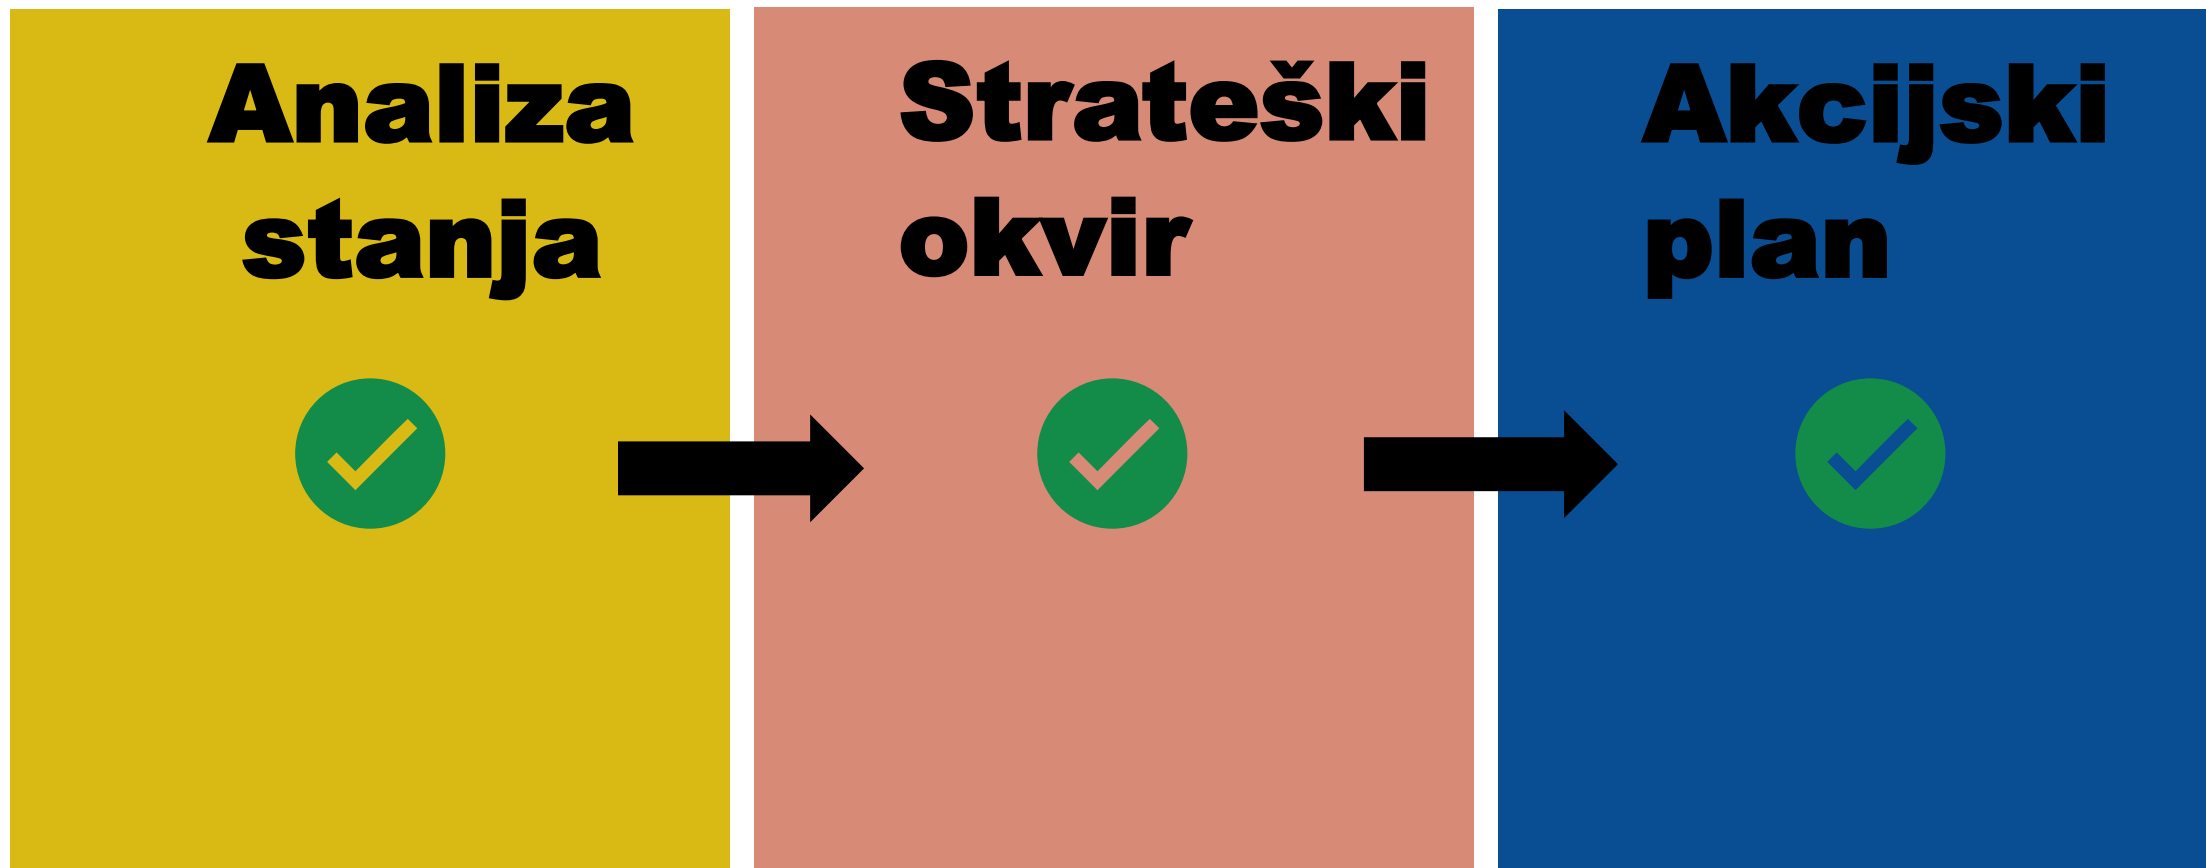 Analiza
stanja
Strateški
okvir
Akcijski
plan